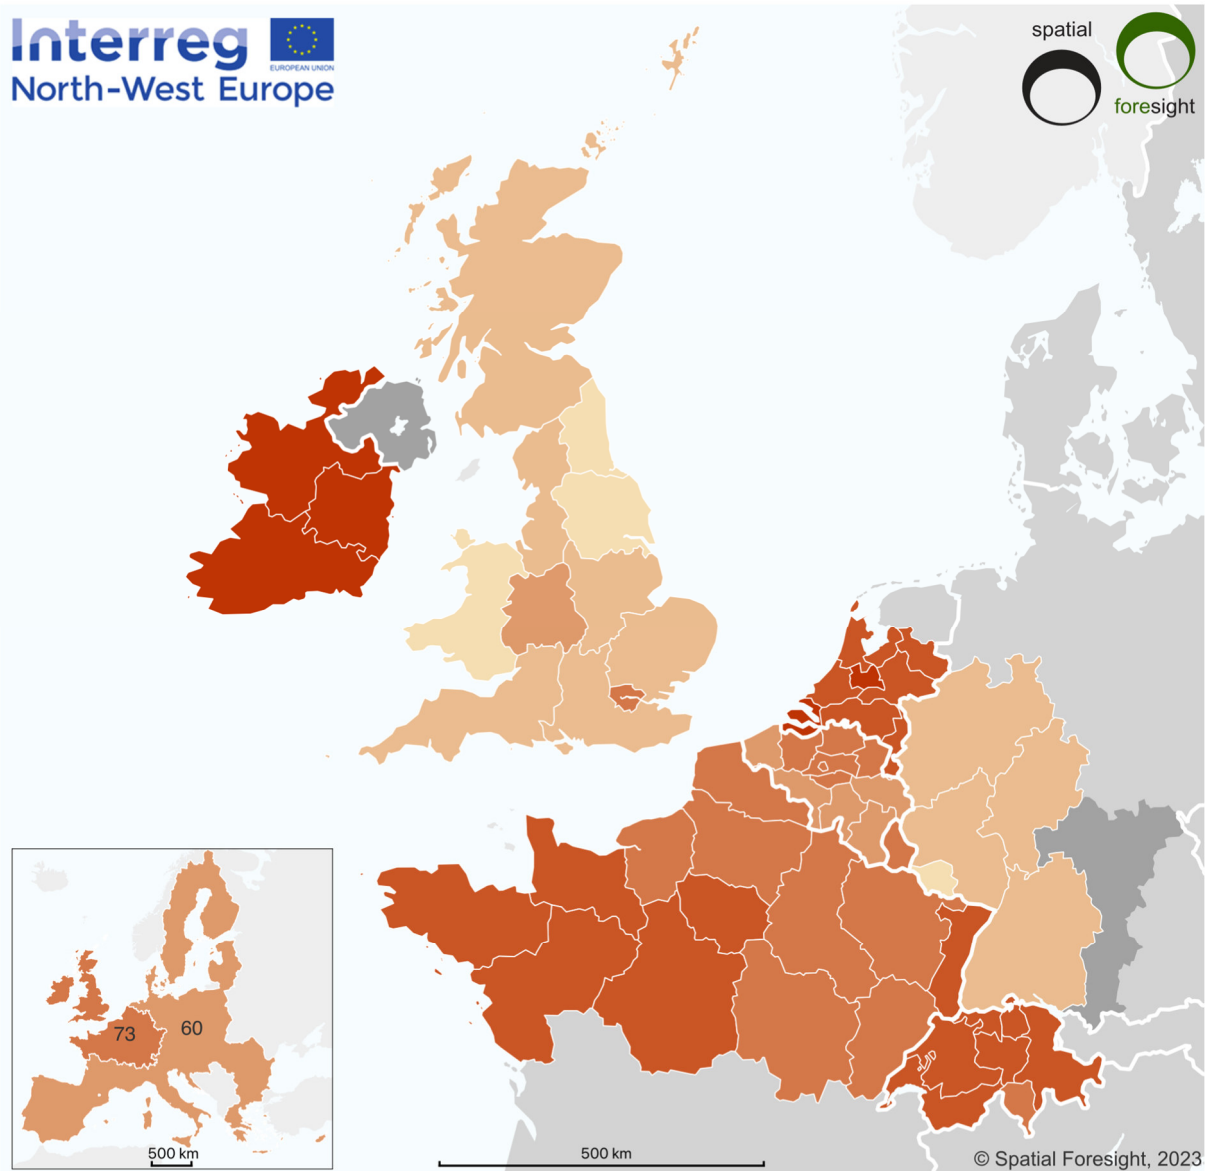 Interreg
EUROPEAN UNION
North-West Europe
spatial
foresight
73
60
500 km
500 km
© Spatial Foresight, 2023